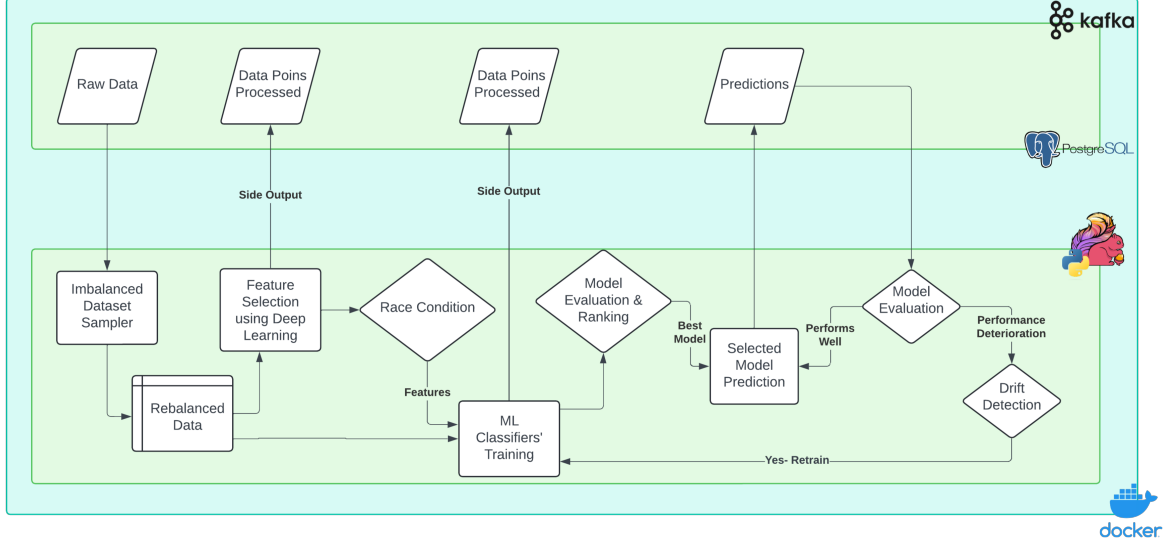 kafka
Raw Data
Data Poins
Processed
Data Poins
Processed
Predictions
PostgreSQL
Side Output
Side Output
Imbalanced
Dataset
Sampler
Feature
Selection
using Deep
Learning
Race Condition
Model
Evaluation &
Ranking
Model
Evaluation
Best
Model
Performs
Well
Performance
Deterioration
Selected
Model
Prediction
Rebalanced
Data
Features
ML
Classifiers'
Training
Drift
Detection
Yes- Retrain
docker